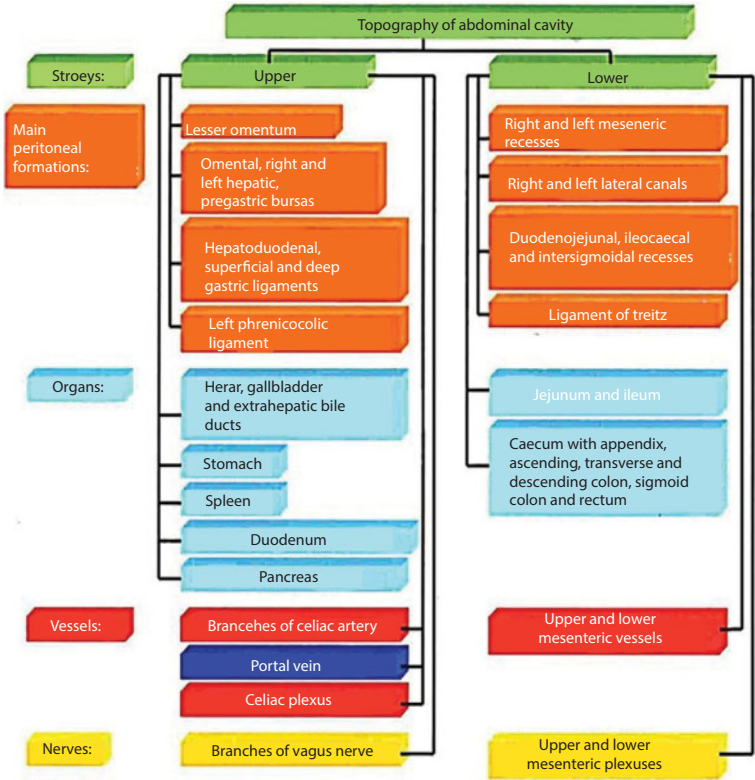 Topography of abdominal cavity
Stroeys:
Upper
Lower
Main
peritoneal
formations:
Lesser omentum
Omental, right and
left hepatic,
pregastric bursas
Hepatoduodenal,
superficial and deep
gastric ligaments
Left phrenicocolic
ligament
Right and left meseneric
recesses
Right and left lateral canals
Duodenojejunal, ileocaecal
and intersigmoidal recesses
Ligament of treitz
Organs:
Herar, gallbladder
and extrahepatic bile
ducts
Stomach
Spleen
Duodenum
Pancreas
Jejunum and ileum
Caecum with appendix,
ascending, transverse and
descending colon, sigmoid
colon and rectum
Vessels:
Brancehes of celiac artery
Portal vein
Celiac plexus
Upper and lower
mesenteric vessels
Nerves:
Branches of vagus nerve
Upper and lower
mesenteric plexuses